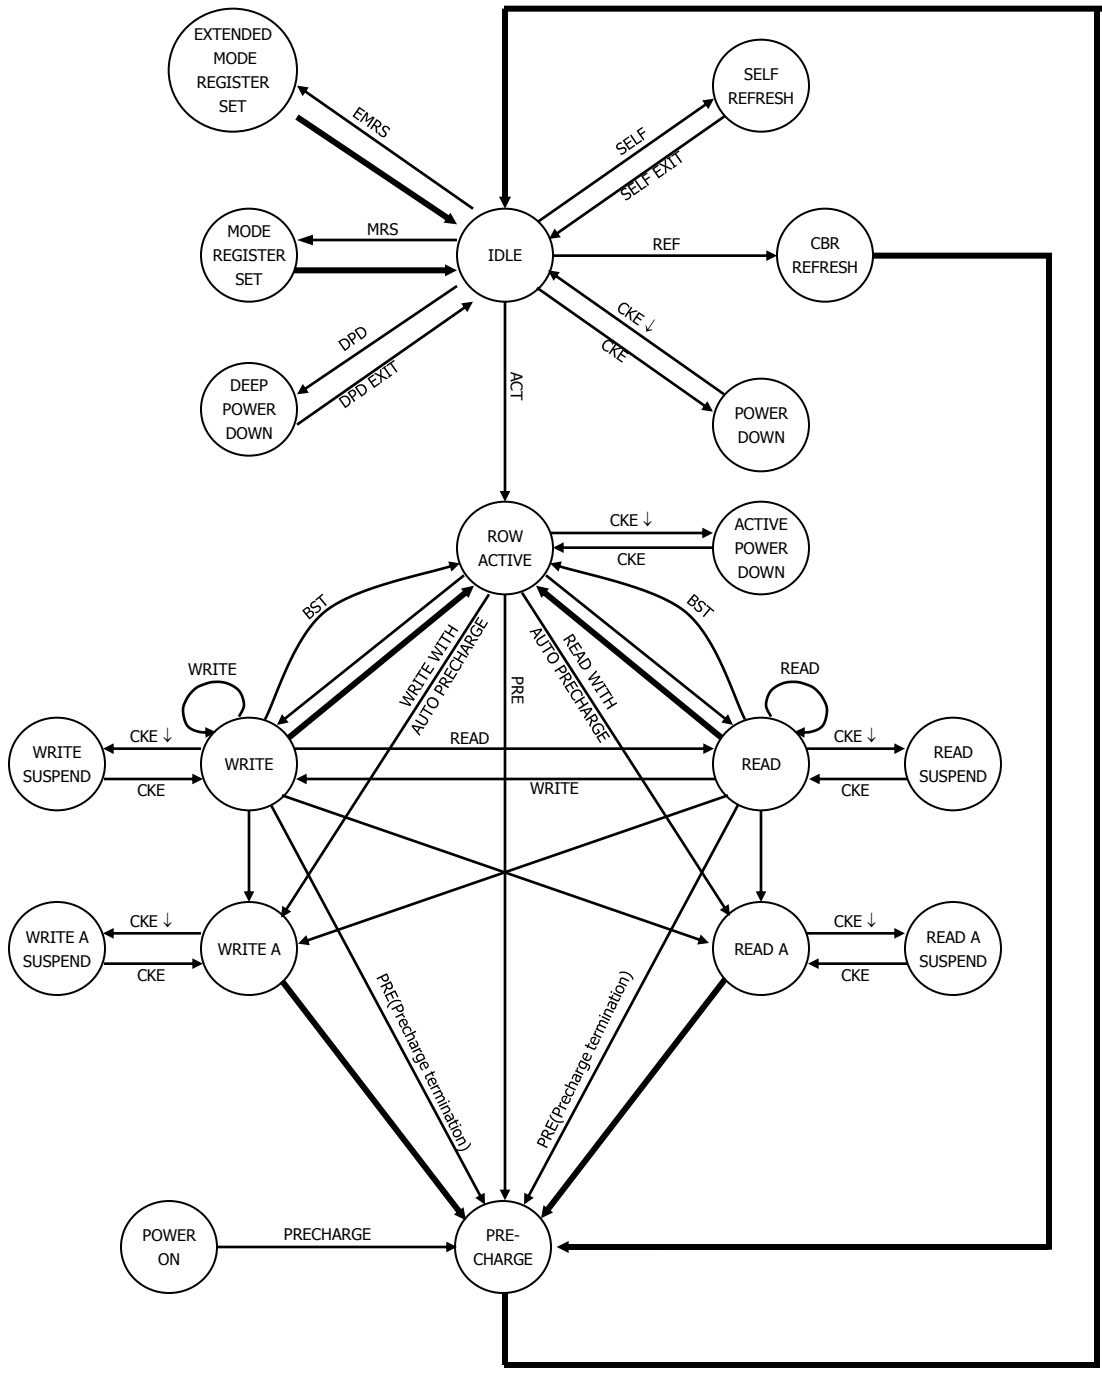 EXTENDED
MODE
REGISTER
SET
SELF
REFRESH
EMRS
SELF
SELF EXIT
MODE
REGISTER
SET
MRS
IDLE
REF
CBR
REFRESH
DPD
DPD EXIT
CKE ↓
CKE
DEEP
POWER
DOWN
ACT
POWER
DOWN
ROW
ACTIVE
CKE ↓
CKE
ACTIVE
POWER
DOWN
BST
BST
WRITE WITH
AUTO PRECHARGE
PRE
READ WITH
AUTO PRECHARGE
WRITE
READ
WRITE
SUSPEND
CKE ↓
CKE
WRITE
READ
WRITE
READ
CKE ↓
CKE
READ
SUSPEND
WRITE A
SUSPEND
CKE ↓
CKE
WRITE A
READ A
CKE ↓
CKE
READ A
SUSPEND
PRE(Precharge termination)
PRE(Precharge termination)
POWER
ON
PRECHARGE
PRE-
CHARGE